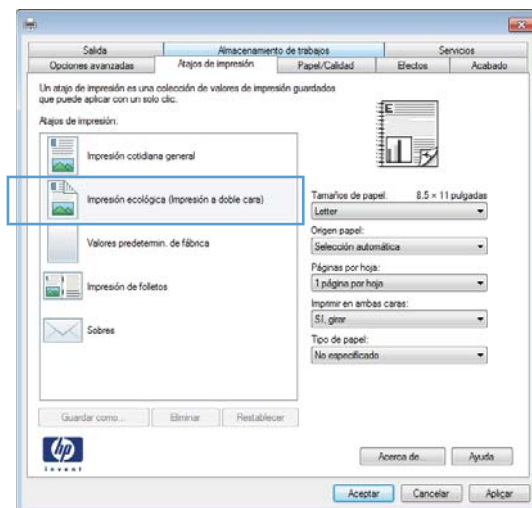 Salida Almacenamiento de trabajos Servicios
Opciones avanzadas Atajos de impresión Papel/Calidad Efectos Acabado
Un atajo de impresión es una colección de valores de impresión guardados
que puede aplicar con un solo clic.
Atajos de impresión:
Impresión cotidiana general
Impresión ecológica (Impresión a doble cara)
Valores predetermin. de fábrica
Impresión de folletos
Sobres
E
Tamaños de papel: 8.5 × 11 pulgadas
Letter
Origen papel:
Selección automática
Páginas por hoja:
1 página por hoja
Imprimir en ambas caras:
Sí, girar
Tipo de papel:
No especificado
Guardar como... Eliminar Restablecer
hp
invent
Acerca de... Ayuda
Aceptar Cancelar Aplicar